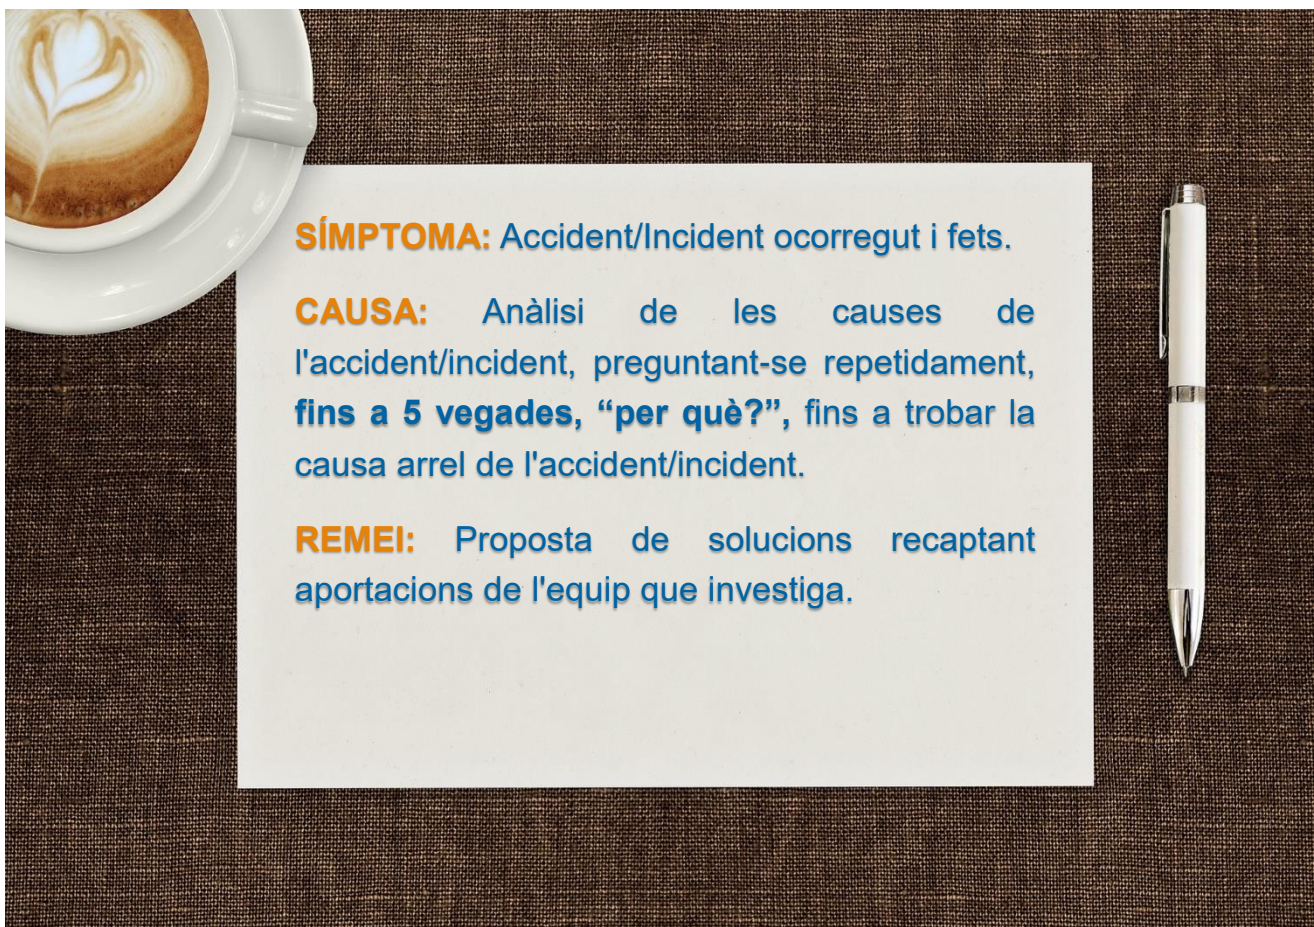 SÍMPTOMA: Accident/Incident ocorregut i fets.
CAUSA: Anàlisi de les causes de
l'accident/incident, preguntant-se repetidament,
fins a 5 vegades, “per què?”, fins a trobar la
causa arrel de l'accident/incident.
REMEI: Proposta de solucions recaptant
aportacions de l'equip que investiga.